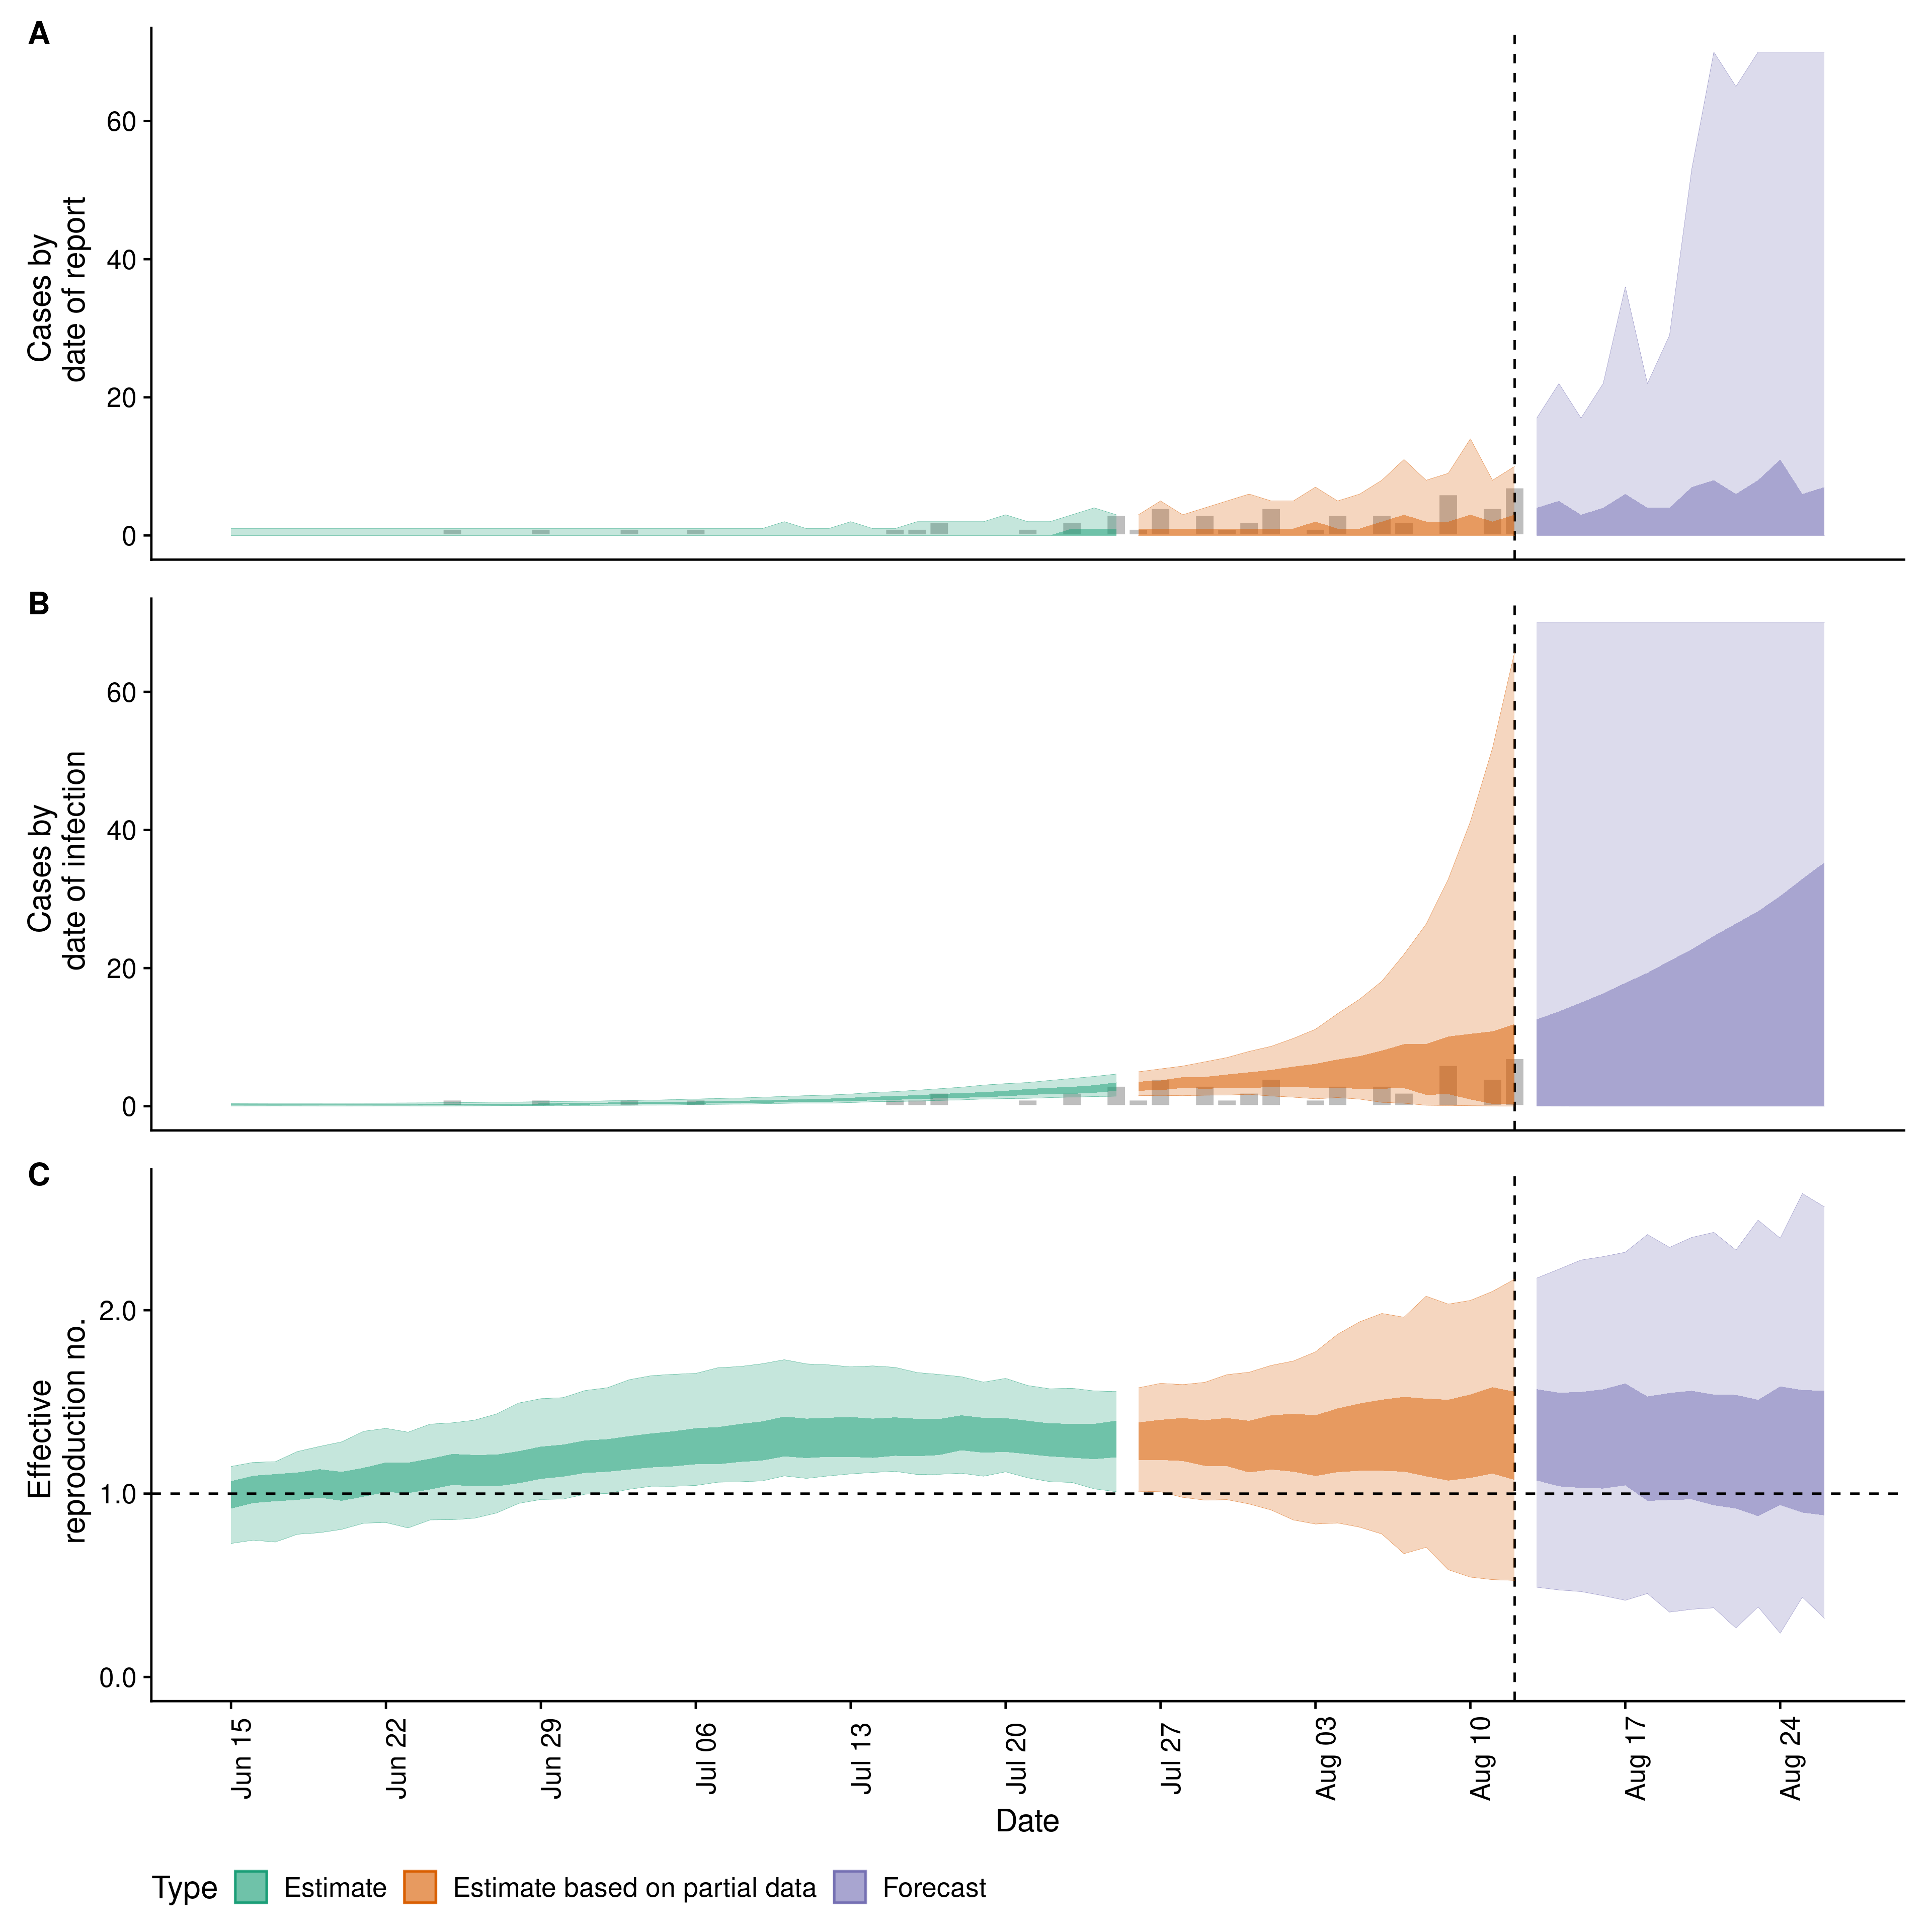 A
Cases by
date of report
60
40
20
0
B
Cases by
date of infection
60
40
20
0
C
Effective
reproduction no.
2.0
1.0
0.0
Jun 15
Jun 22
Jun 29
Jul 06
Jul 13
Jul 20
Jul 27
Aug 03
Aug 10
Aug 17
Aug 24
Date
Type Estimate Estimate based on partial data Forecast